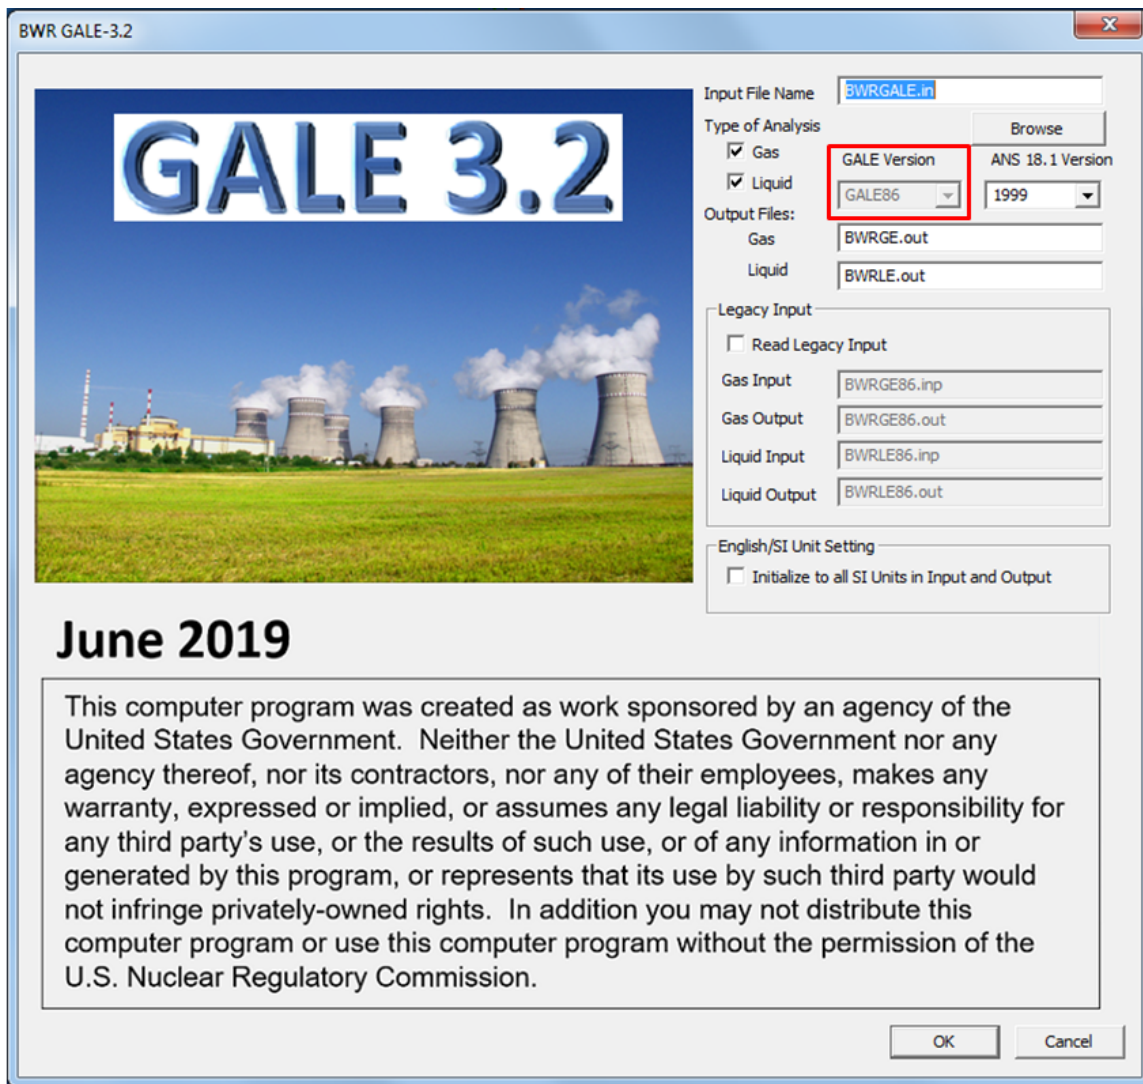 BWR GALE-3.2
GALE 3.2
Input File Name
BWRGALE.in
Type of Analysis
Browse
Gas
Liquid
GALE Version
ANS 18.1 Version
GALE86
1999
Output Files:
Gas
BWRGE.out
Liquid
BWRLE.out
Legacy Input
Read Legacy Input
Gas Input
BWRGE86.inp
Gas Output
BWRGE86.out
Liquid Input
BWRLE86.inp
Liquid Output
BWRLE86.out
English/SI Unit Setting
Initialize to all SI Units in Input and Output
June 2019
This computer program was created as work sponsored by an agency of the
United States Government.  Neither the United States Government nor any
agency thereof, nor its contractors, nor any of their employees, makes any
warranty, expressed or implied, or assumes any legal liability or responsibility for
any third party's use, or the results of such use, or of any information in or
generated by this program, or represents that its use by such third party would
not infringe privately-owned rights.  In addition you may not distribute this
computer program or use this computer program without the permission of the
U.S. Nuclear Regulatory Commission.
OK
Cancel